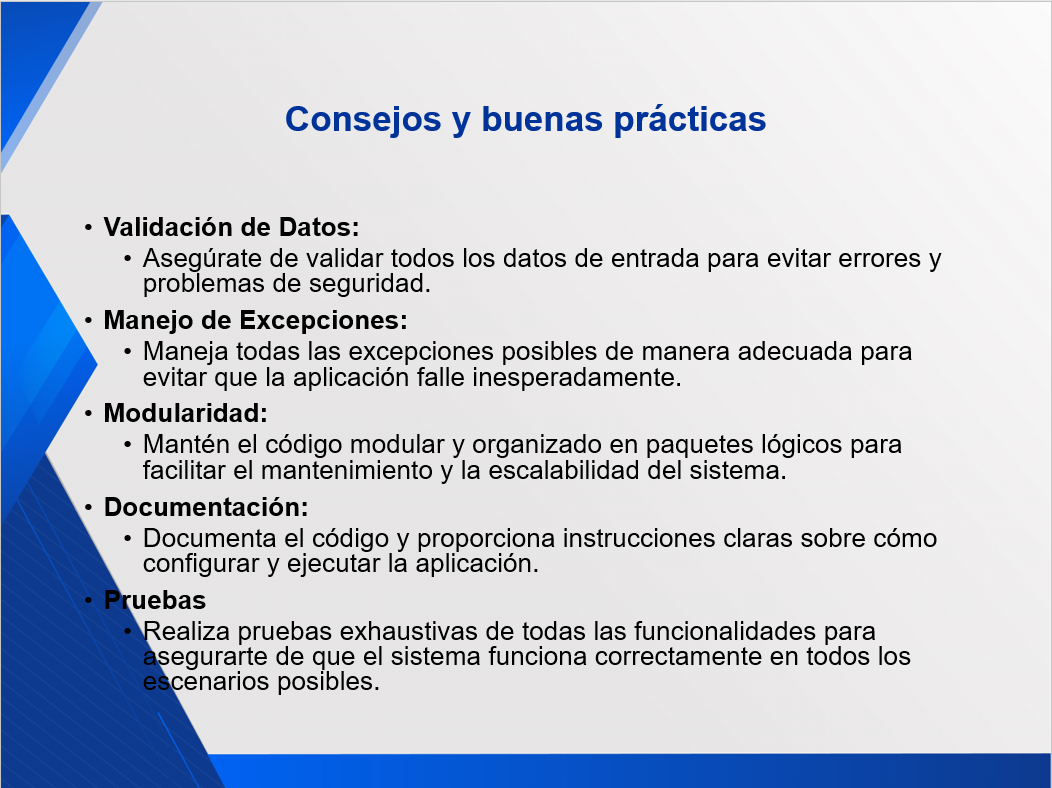 Consejos y buenas prácticas
• Validación de Datos:
• Asegúrate de validar todos los datos de entrada para evitar errores y
problemas de seguridad.
• Manejo de Excepciones:
• Maneja todas las excepciones posibles de manera adecuada para
evitar que la aplicación falle inesperadamente.
• Modularidad:
• Mantén el código modular y organizado en paquetes lógicos para
facilitar el mantenimiento y la escalabilidad del sistema.
• Documentación:
• Documenta el código y proporciona instrucciones claras sobre cómo
configurar y ejecutar la aplicación.
• Pruebas
• Realiza pruebas exhaustivas de todas las funcionalidades para
asegurarte de que el sistema funciona correctamente en todos los
escenarios posibles.